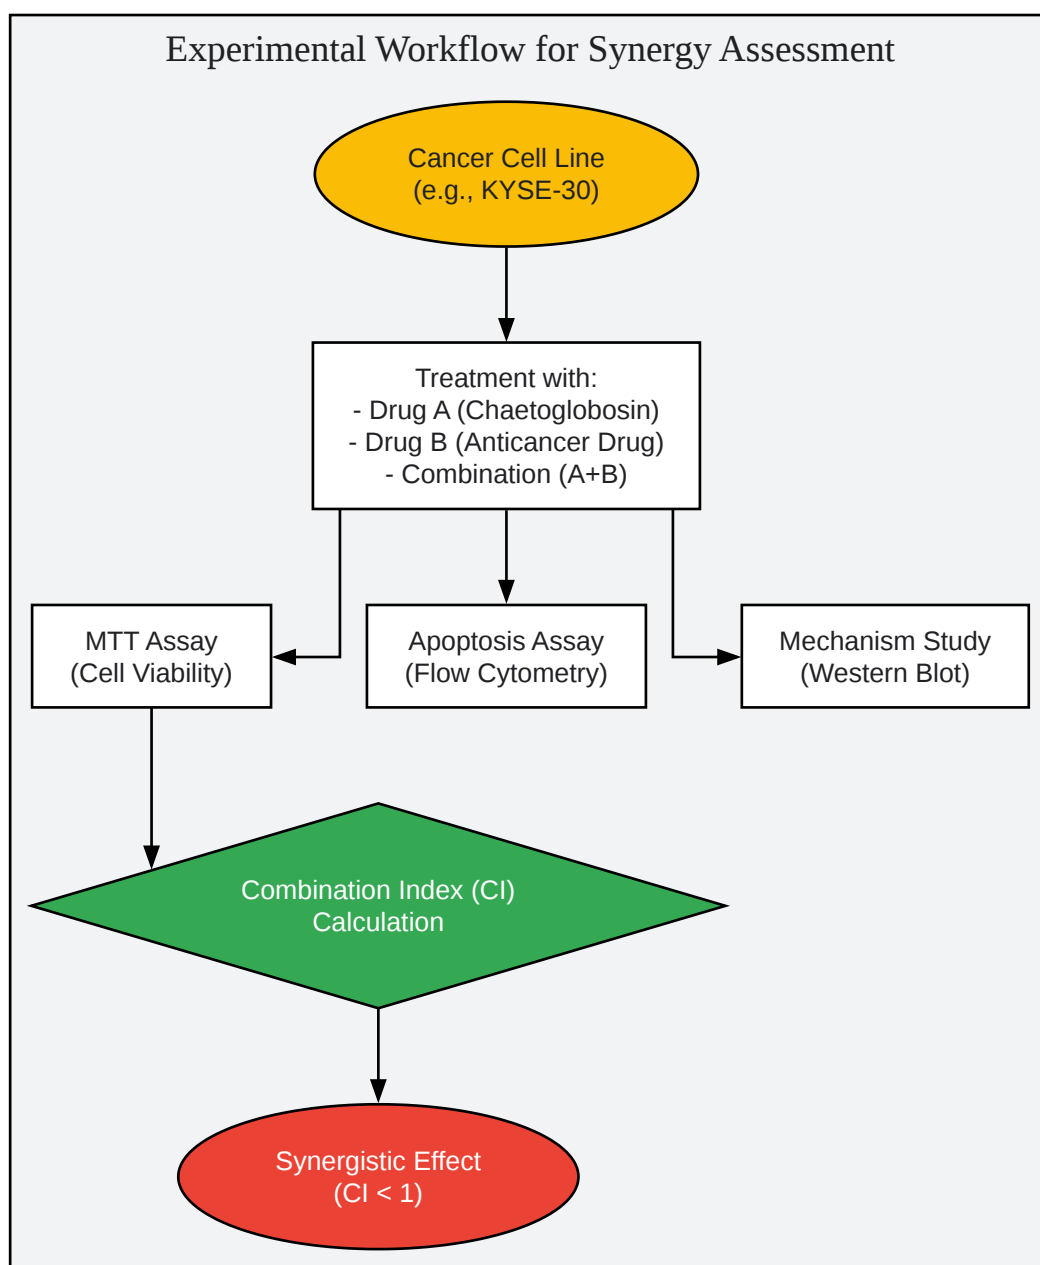 Experimental Workflow for Synergy Assessment
Cancer Cell Line
(e.g., KYSE-30)
Treatment with:
- Drug A (Chaetoglobosin)
- Drug B (Anticancer Drug)
- Combination (A+B)
MTT Assay
(Cell Viability)
Apoptosis Assay
(Flow Cytometry)
Mechanism Study
(Western Blot)
Combination Index (CI)
Calculation
Synergistic Effect
(CI < 1)